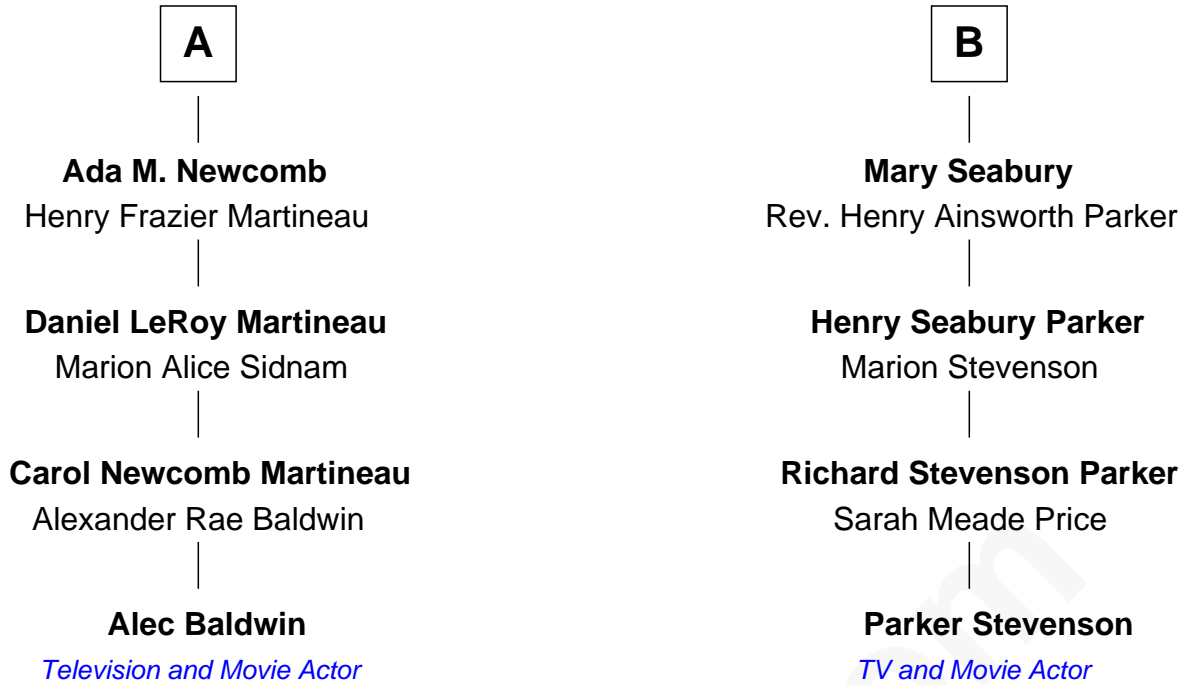 A
Ada M. Newcomb
Henry Frazier Martineau
Daniel LeRoy Martineau
Marion Alice Sidnam
Carol Newcomb Martineau
Alexander Rae Baldwin
Alec Baldwin
Television and Movie Actor
B
Mary Seabury
Rev. Henry Ainsworth Parker
Henry Seabury Parker
Marion Stevenson
Richard Stevenson Parker
Sarah Meade Price
Parker Stevenson
TV and Movie Actor